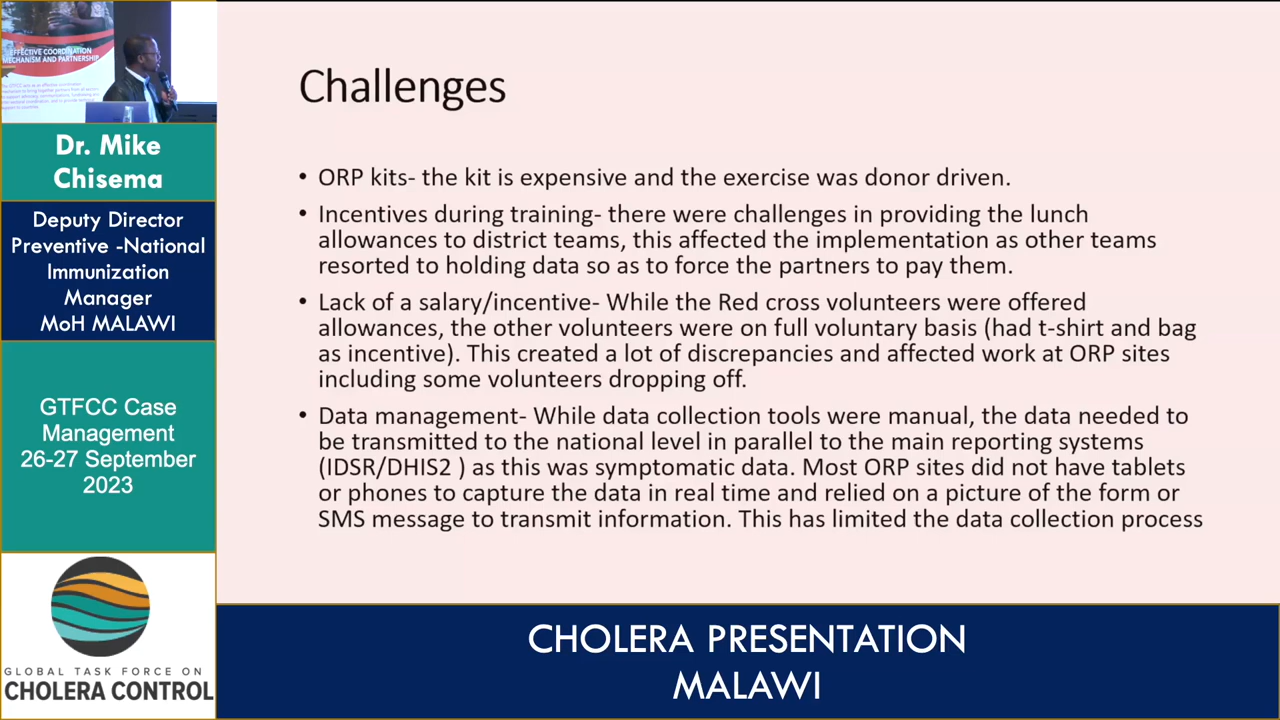 EFFECTIVE COORDINATION
MECHANISM AND PARTNERSHIP
Dr. Mike
Chisema
Deputy Director
Preventive -National
Immunization
Manager
MoH MALAWI
GTFCC Case
Management
26-27 September
2023
GLOBAL TASK FORCE ON
CHOLERA CONTROL
Challenges
• ORP kits- the kit is expensive and the exercise was donor driven.
• Incentives during training- there were challenges in providing the lunch
allowances to district teams, this affected the implementation as other teams
resorted to holding data so as to force the partners to pay them.
• Lack of a salary/incentive- While the Red cross volunteers were offered
allowances, the other volunteers were on full voluntary basis (had t-shirt and bag
as incentive). This created a lot of discrepancies and affected work at ORP sites
including some volunteers dropping off.
• Data management- While data collection tools were manual, the data needed to
be transmitted to the national level in parallel to the main reporting systems
(IDSR/DHIS2 ) as this was symptomatic data. Most ORP sites did not have tablets
or phones to capture the data in real time and relied on a picture of the form or
SMS message to transmit information. This has limited the data collection process
CHOLERA PRESENTATION
MALAWI